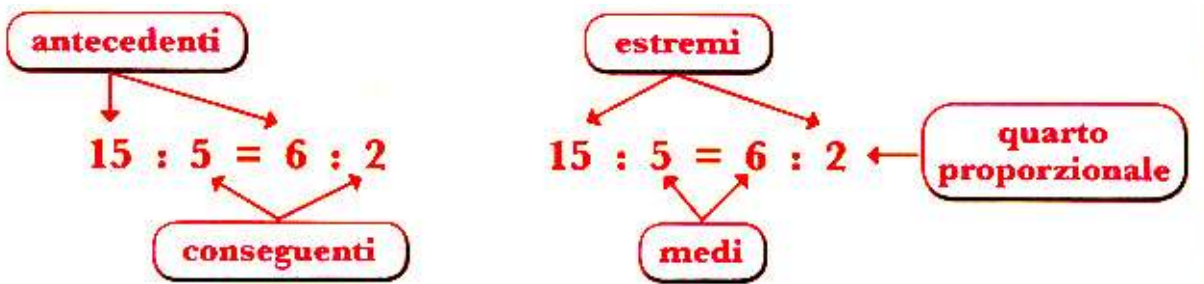 antecedenti
15 : 5 = 6 : 2
conseguenti
estremi
15 : 5 = 6 : 2
medi
quarto
proporzionale